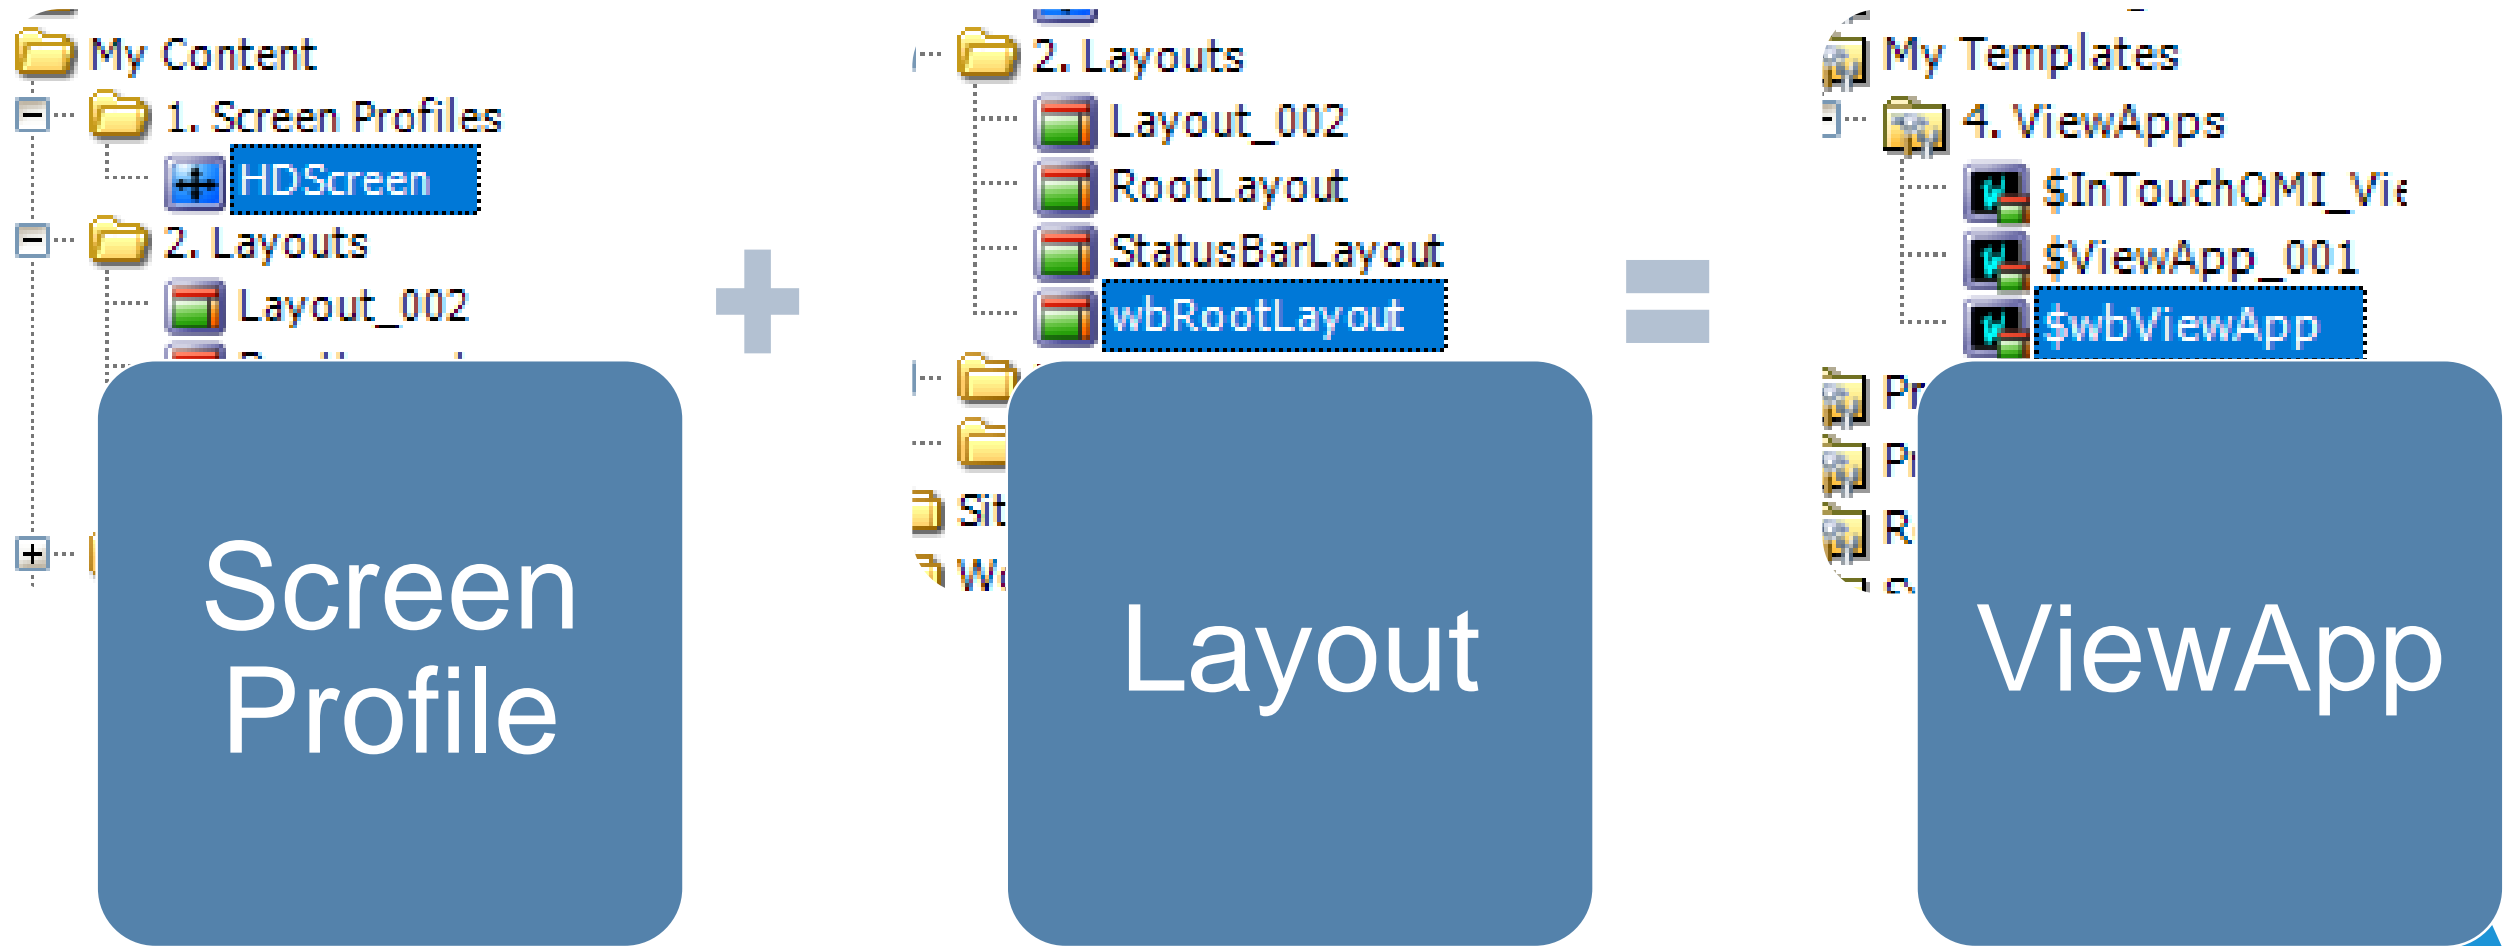 My Content
1. Screen Profiles
HDScreen
2. Layouts
Layout_002
Screen
Profile
2. Layouts
Layout_002
RootLayout
StatusBarLayout
wbRootLayout
Layout
My Templates
4. ViewApps
$InTouchOMI_Vie
$ViewApp_001
$wbViewApp
ViewApp